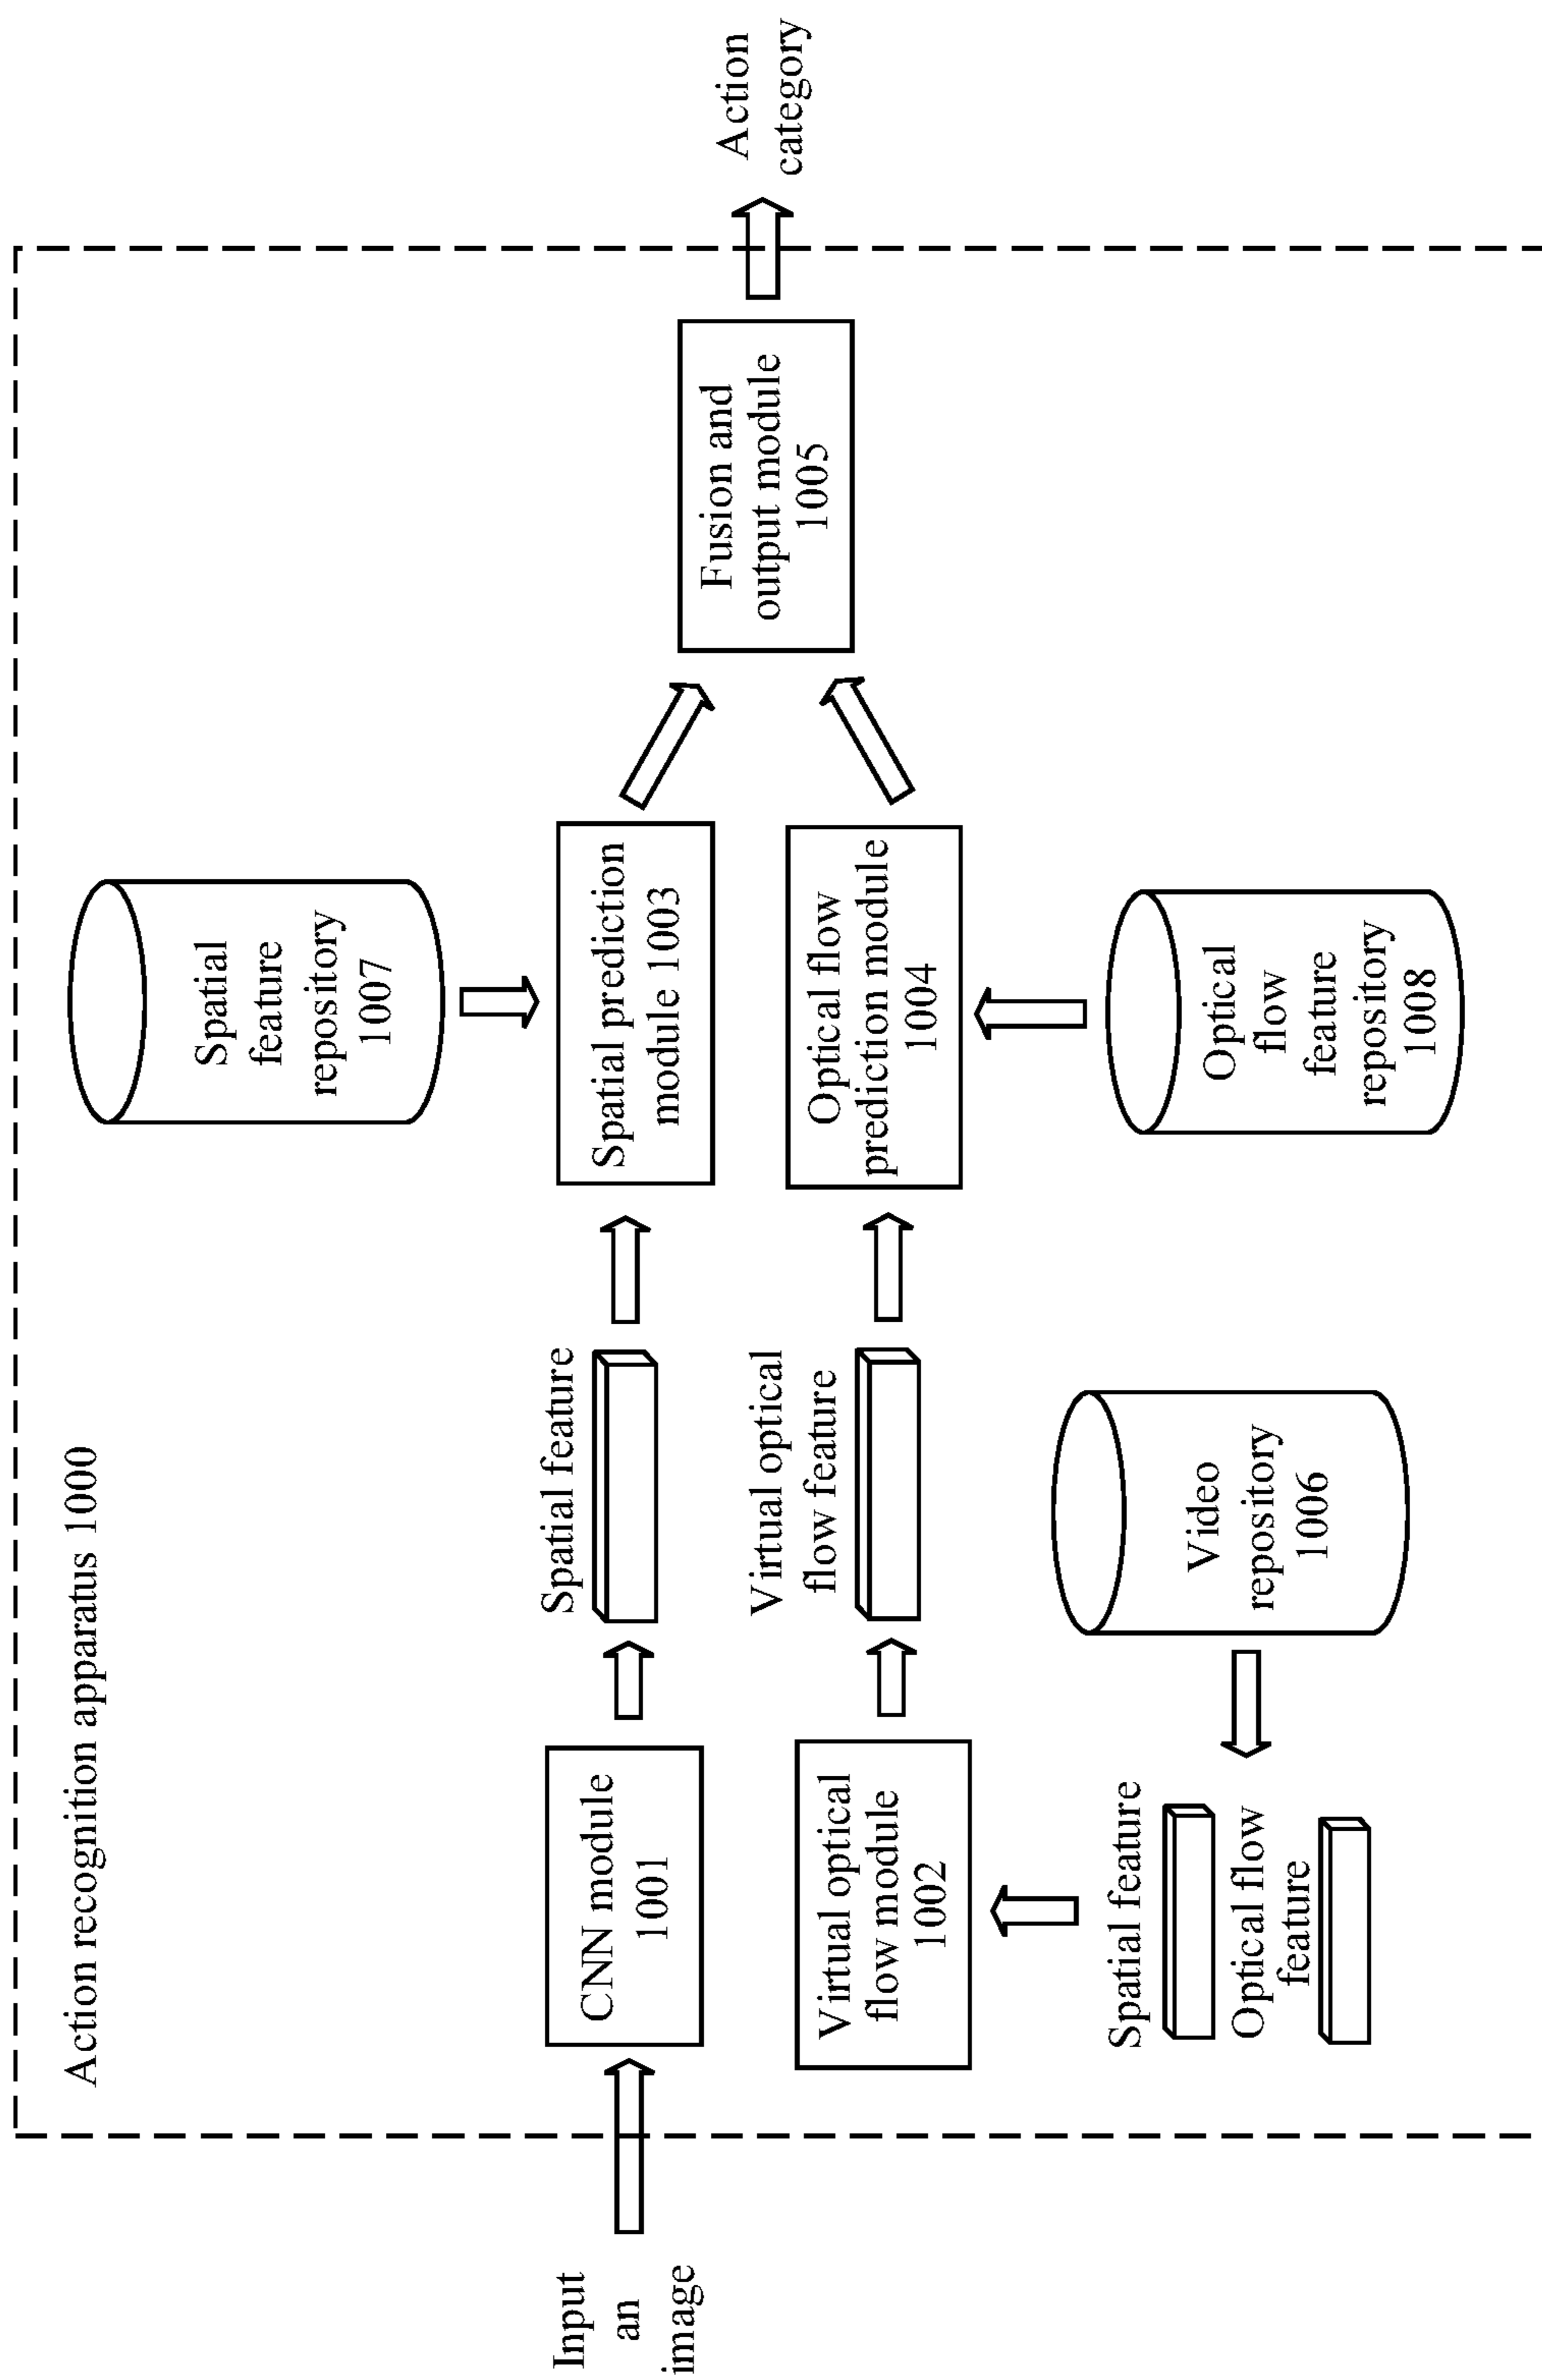 Action recognition apparatus 1000
Input
an
image
CNN module
1001
Spatial feature
Spatial feature
repository
1007
Spatial prediction
module 1003
Virtual optical
flow module
1002
Virtual optical
flow feature
Optical flow
prediction module
1004
Fusion and
output module
1005
Action
category
Spatial feature
Optical flow
feature
Video
repository
1006
Optical
flow
feature
repository
1008